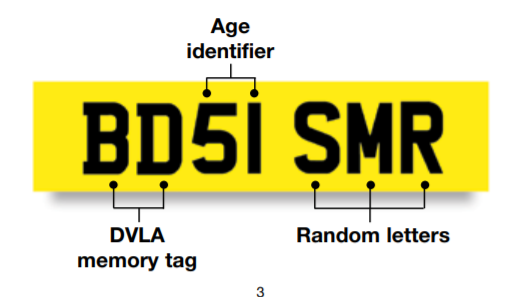 Age
identifier
BD51 SMR
DVLA
memory tag
Random letters
3